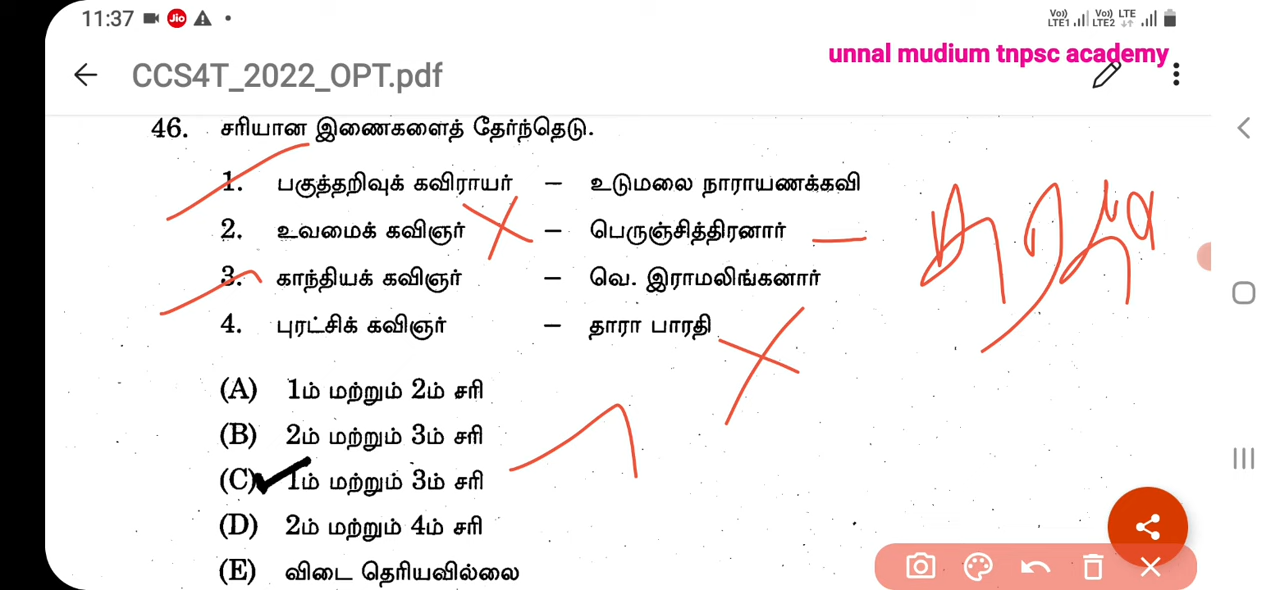 11:37 Jio Vo) LTE1 Vo) LTE LTE2
unnal mudium tnpsc academy
CCS4T_2022_OPT.pdf
46. சரியான இணைகளைத் தேர்ந்தெடு.
1. பகுத்தறிவுக் கவிராயர் – உடுமலை நாராயணக்கவி
2. உவமைக் கவிஞர் – பெருஞ்சித்திரனார்
3. காந்தியக் கவிஞர் – வெ. இராமலிங்கனார்
4. புரட்சிக் கவிஞர் – தாரா பாரதி
(A) 1ம் மற்றும் 2ம் சரி
(B) 2ம் மற்றும் 3ம் சரி
(C) 1ம் மற்றும் 3ம் சரி
(D) 2ம் மற்றும் 4ம் சரி
(E) விடை தெரியவில்லை